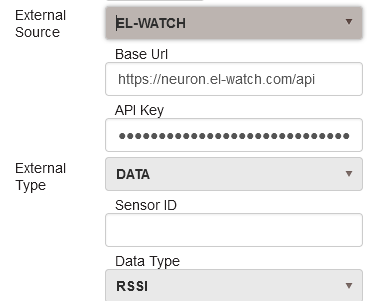 External Source
EL-WATCH
Base Url
https://neuron.el-watch.com/api
API Key
●●●●●●●●●●●●●●●●●●●●●●●●●●●●●
External Type
DATA
Sensor ID
Data Type
RSSI